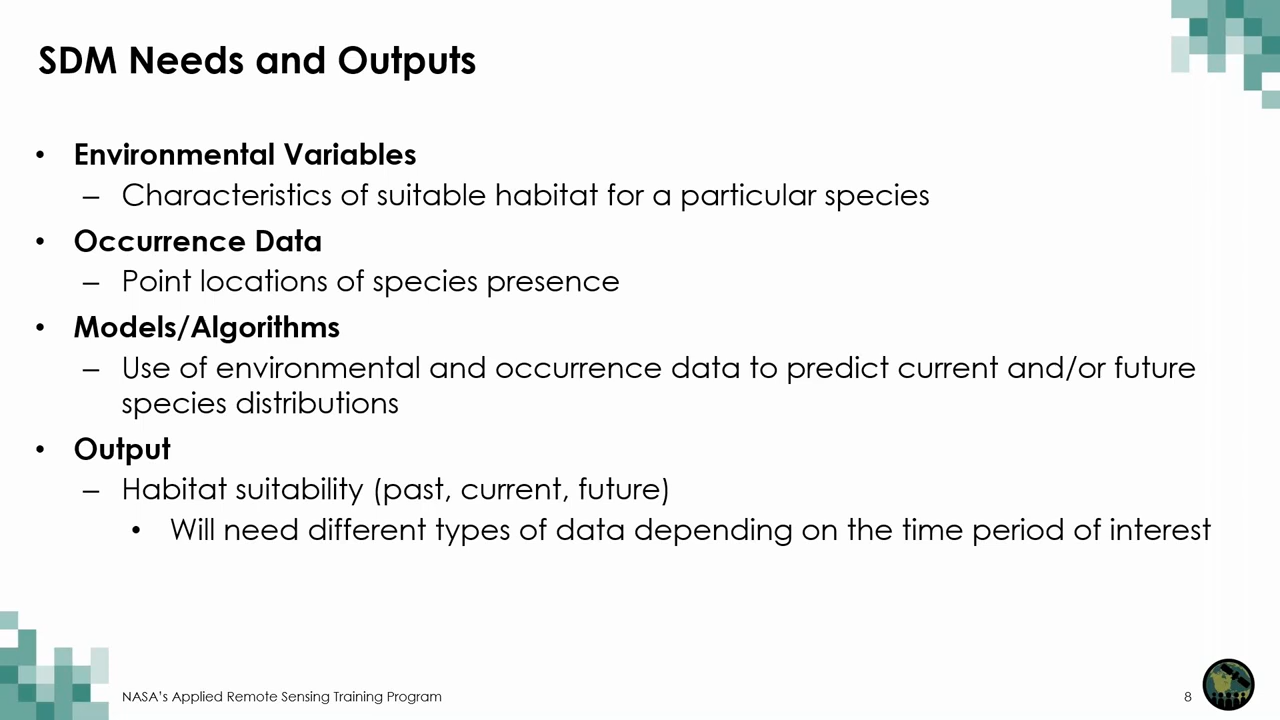 SDM Needs and Outputs
• Environmental Variables
– Characteristics of suitable habitat for a particular species
• Occurrence Data
– Point locations of species presence
• Models/Algorithms
– Use of environmental and occurrence data to predict current and/or future
species distributions
• Output
– Habitat suitability (past, current, future)
• Will need different types of data depending on the time period of interest
NASA's Applied Remote Sensing Training Program
8